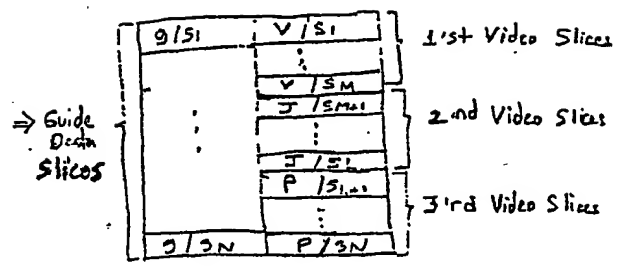 g/S1 V/S1
1'st Video Slices
V/SM
⇒ Guide
Data
Slices
J/SM+1
2nd Video Slices
J/SL
P/SL+1
3'rd Video Slices
g/SN P/SN